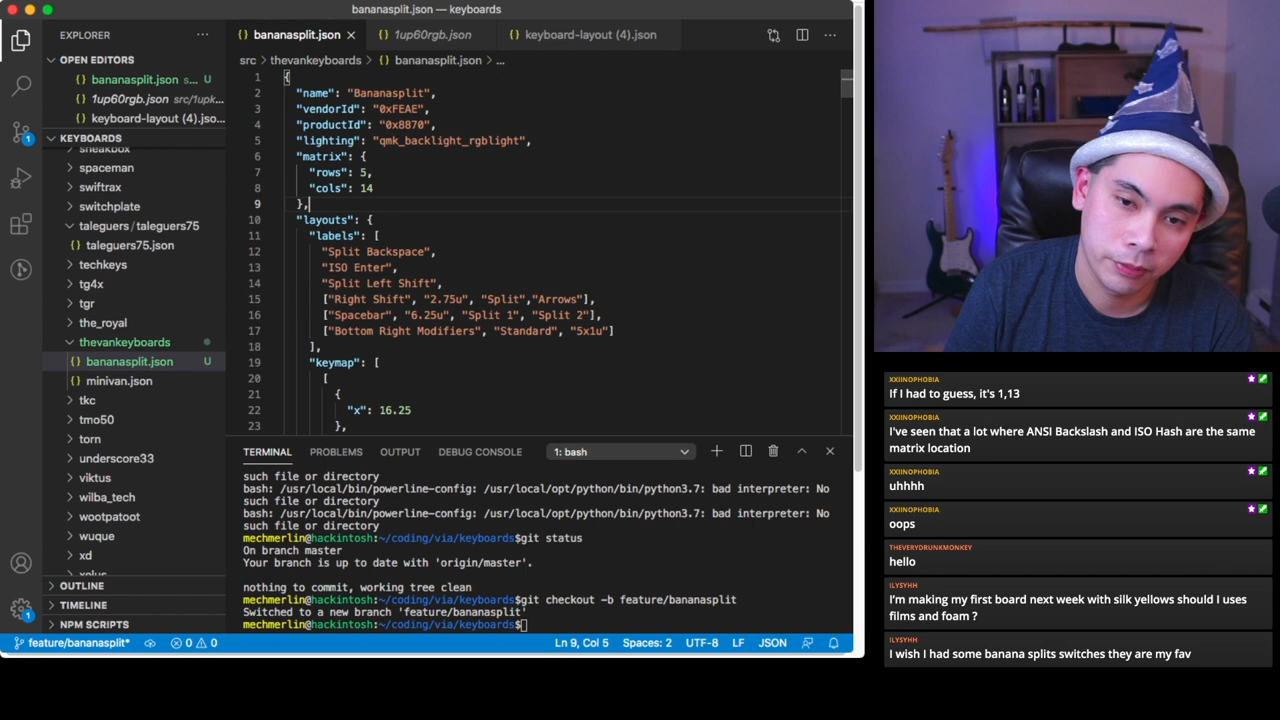 bananasplit.json — keyboards
EXPLORER
OPEN EDITORS
{} bananasplit.json s... U
{} 1up60rgb.json src/1upk...
{} keyboard-layout (4).jso...
KEYBOARDS
sneakbox
spaceman
swiftrax
switchplate
taleguers / taleguers75
{} taleguers75.json
techkeys
tg4x
tgr
the_royal
thevankeyboards
{} bananasplit.json U
{} minivan.json
tkc
tmo50
torn
underscore33
viktus
wilba_tech
wootpatoot
wuque
xd
xelus
OUTLINE
TIMELINE
NPM SCRIPTS
{} bananasplit.json
{} 1up60rgb.json
{} keyboard-layout (4).json
src > thevankeyboards > {} bananasplit.json > ...
1 {
2 "name": "Bananasplit",
3 "vendorId": "0xFEAE",
4 "productId": "0x8870",
5 "lighting": "qmk_backlight_rgblight",
6 "matrix": {
7 "rows": 5,
8 "cols": 14
9 },
10 "layouts": {
11 "labels": [
12 "Split Backspace",
13 "ISO Enter",
14 "Split Left Shift",
15 ["Right Shift", "2.75u", "Split","Arrows"],
16 ["Spacebar", "6.25u", "Split 1", "Split 2"],
17 ["Bottom Right Modifiers", "Standard", "5x1u"]
18 ],
19 "keymap": [
20 [
21 {
22 "x": 16.25
23 },
TERMINAL PROBLEMS OUTPUT DEBUG CONSOLE 1: bash
such file or directory
bash: /usr/local/bin/powerline-config: /usr/local/opt/python/bin/python3.7: bad interpreter: No
such file or directory
bash: /usr/local/bin/powerline-config: /usr/local/opt/python/bin/python3.7: bad interpreter: No
such file or directory
mechmerlin@hackintosh:~/coding/via/keyboards$git status
On branch master
Your branch is up to date with 'origin/master'.
nothing to commit, working tree clean
mechmerlin@hackintosh:~/coding/via/keyboards$git checkout -b feature/bananasplit
Switched to a new branch 'feature/bananasplit'
mechmerlin@hackintosh:~/coding/via/keyboards$
feature/bananasplit* 0 0 Ln 9, Col 5 Spaces: 2 UTF-8 LF JSON
XXIINOPHOBIA
If I had to guess, it's 1,13
XXIINOPHOBIA
I've seen that a lot where ANSI Backslash and ISO Hash are the
same matrix location
XXIINOPHOBIA
uhhhh
XXIINOPHOBIA
oops
THEVERYDRUNKMONKEY
hello
ILYSYHH
I'm making my first board next week with silk yellows should I uses
films and foam ?
ILYSYHH
I wish I had some banana splits switches they are my fav